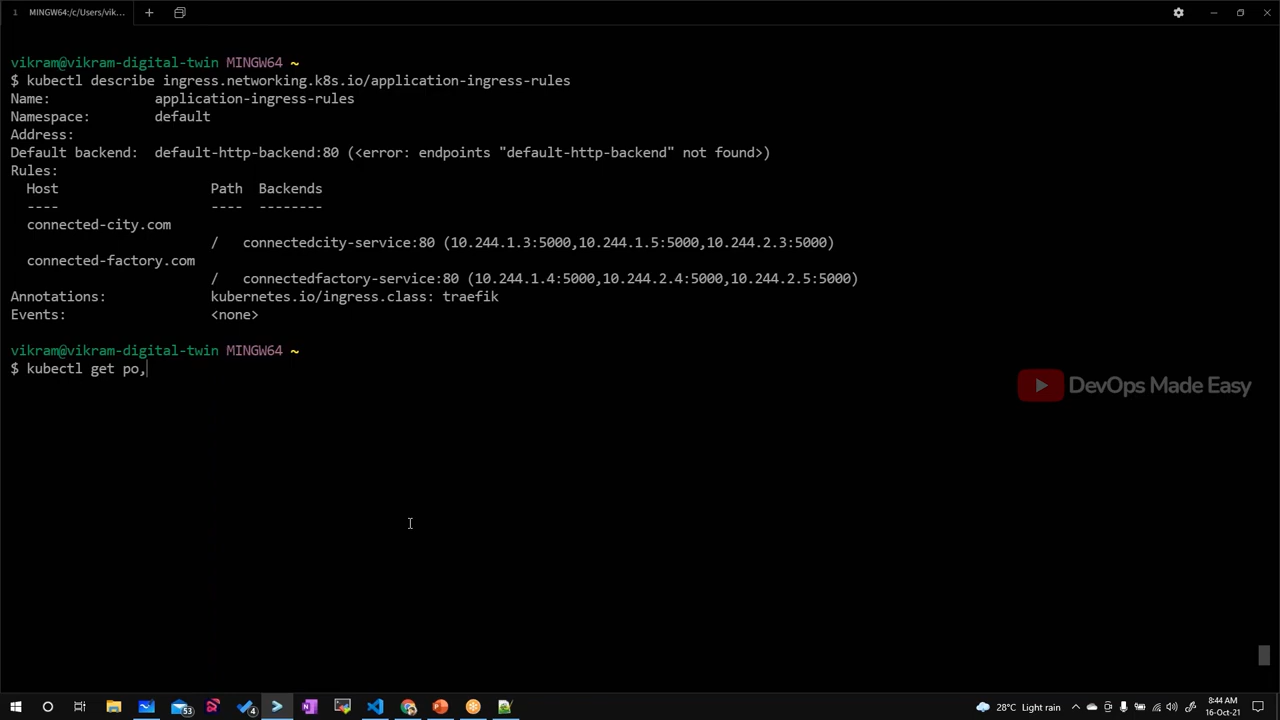 1 MINGW64:/c/Users/vik...
vikram@vikram-digital-twin MINGW64 ~
$ kubectl describe ingress.networking.k8s.io/application-ingress-rules
Name: application-ingress-rules
Namespace: default
Address:
Default backend: default-http-backend:80 (<error: endpoints "default-http-backend" not found>)
Rules:
Host Path Backends
---- ---- --------
connected-city.com
/ connectedcity-service:80 (10.244.1.3:5000,10.244.1.5:5000,10.244.2.3:5000)
connected-factory.com
/ connectedfactory-service:80 (10.244.1.4:5000,10.244.2.4:5000,10.244.2.5:5000)
Annotations: kubernetes.io/ingress.class: traefik
Events: <none>
vikram@vikram-digital-twin MINGW64 ~
$ kubectl get po,
DevOps Made Easy
53
4
28°C Light rain
8:44 AM
16-Oct-21